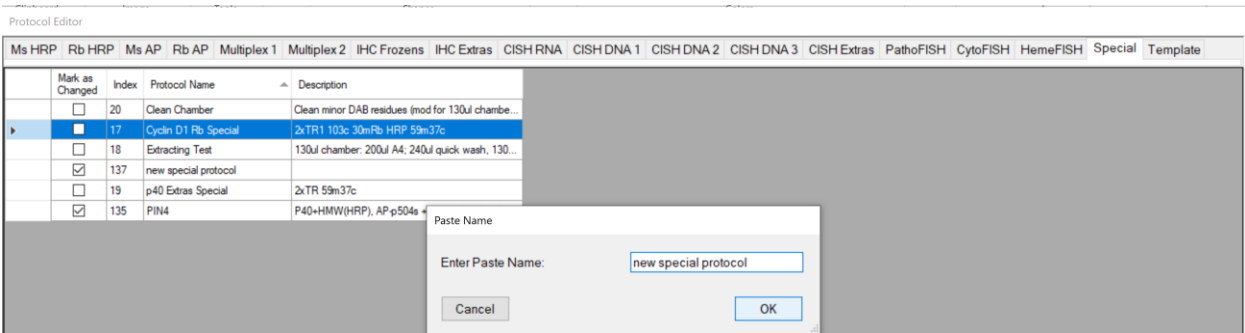 Protocol Editor
Ms HRP Rb HRP Ms AP Rb AP Multiplex 1 Multiplex 2 IHC Frozens IHC Extras CISH RNA CISH DNA 1 CISH DNA 2 CISH DNA 3 CISH Extras PathoFISH CytoFISH HemeFISH Special Template
Mark as Changed Index Protocol Name Description
20 Clean Chamber Clean minor DAB residues (mod for 130ul chambe...
17 Cyclin D1 Rb Special 2xTR1 103c 30mRb HRP 59m37c
18 Extracting Test 130ul chamber: 200ul A4; 240ul quick wash, 130...
137 new special protocol
19 p40 Extras Special 2xTR 59m37c
135 PIN4 P40+HMW(HRP), AP-p504s +
Paste Name
Enter Paste Name: new special protocol
Cancel OK